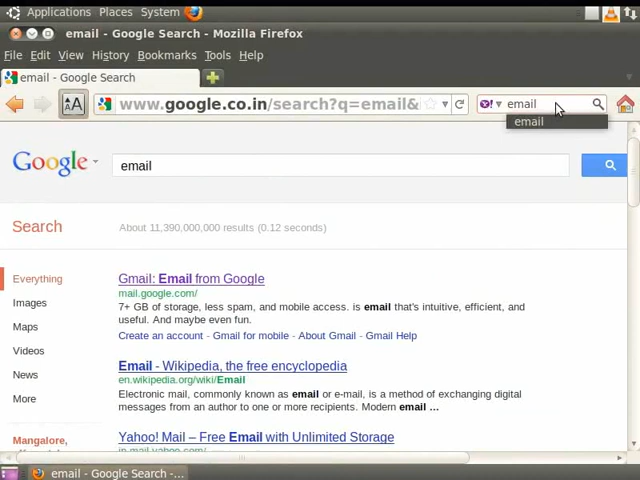 Applications Places System
email - Google Search - Mozilla Firefox
File Edit View History Bookmarks Tools Help
email - Google Search
www.google.co.in/search?q=email&
Y! email
email
Google
email
Search
About 11,390,000,000 results (0.12 seconds)
Everything
Images
Maps
Videos
News
More
Mangalore,
Gmail: Email from Google
mail.google.com/
7+ GB of storage, less spam, and mobile access. is email that's intuitive, efficient, and
useful. And maybe even fun.
Create an account - Gmail for mobile - About Gmail - Gmail Help
Email - Wikipedia, the free encyclopedia
en.wikipedia.org/wiki/Email
Electronic mail, commonly known as email or e-mail, is a method of exchanging digital
messages from an author to one or more recipients. Modern email ...
Yahoo! Mail – Free Email with Unlimited Storage
email - Google Search -...